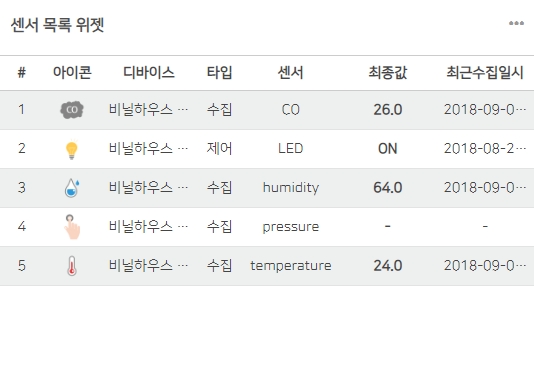 센서 목록 위젯 •••
# 아이콘 디바이스 타입 센서 최종값 최근수집일시
1 CO 비닐하우스 ... 수집 CO 26.0 2018-09-0...
2 비닐하우스 ... 제어 LED ON 2018-08-2...
3 비닐하우스 ... 수집 humidity 64.0 2018-09-0...
4 비닐하우스 ... 수집 pressure - -
5 비닐하우스 ... 수집 temperature 24.0 2018-09-0...